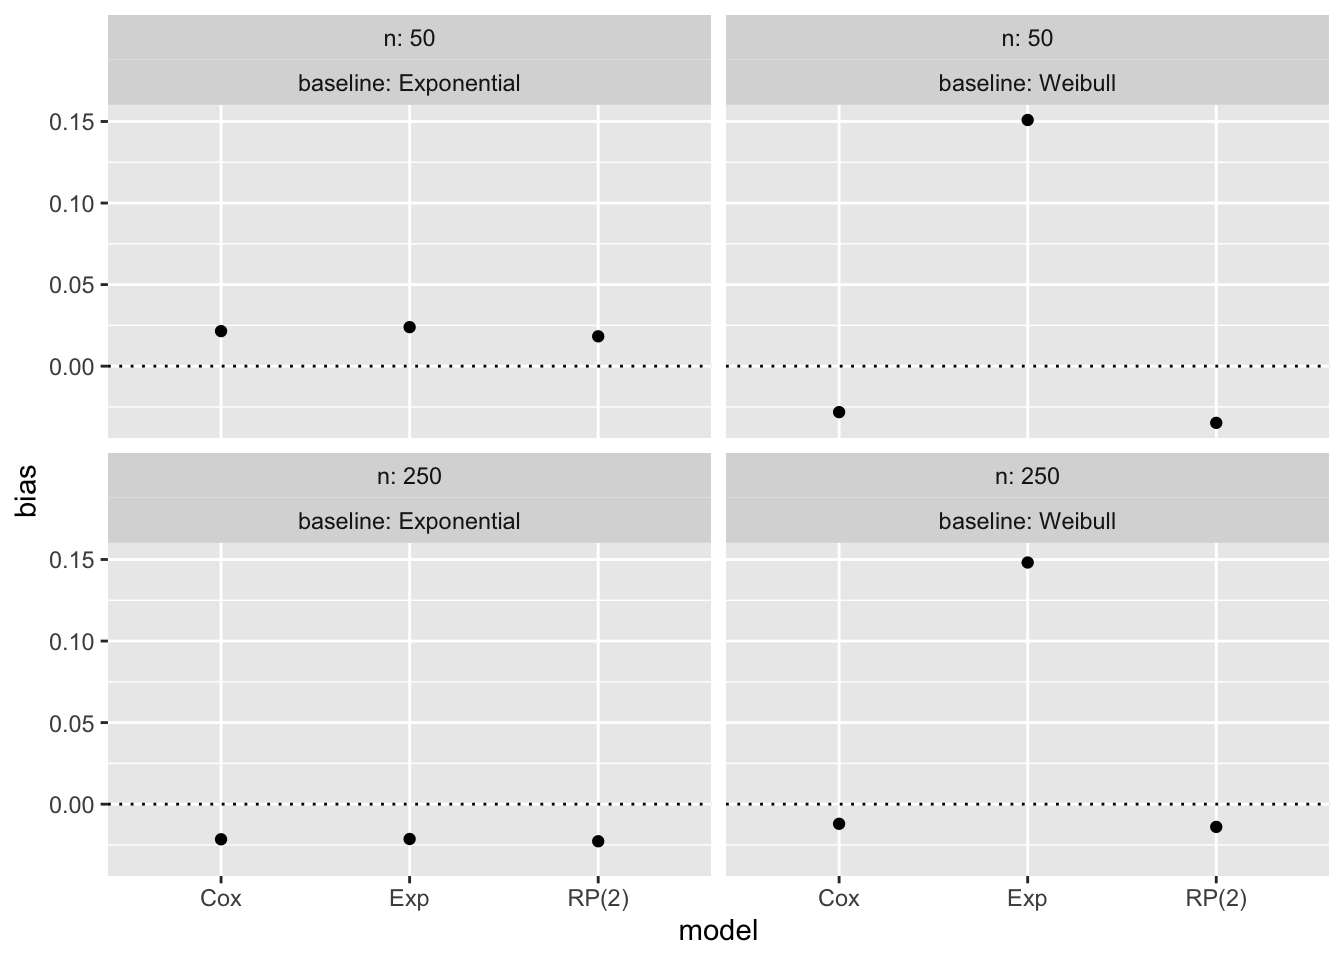 n: 50
n: 50
baseline: Exponential
baseline: Weibull
0.15
0.10
0.05
0.00
n: 250
n: 250
baseline: Exponential
baseline: Weibull
0.15
0.10
0.05
0.00
bias
Cox Exp RP(2) Cox Exp RP(2)
model